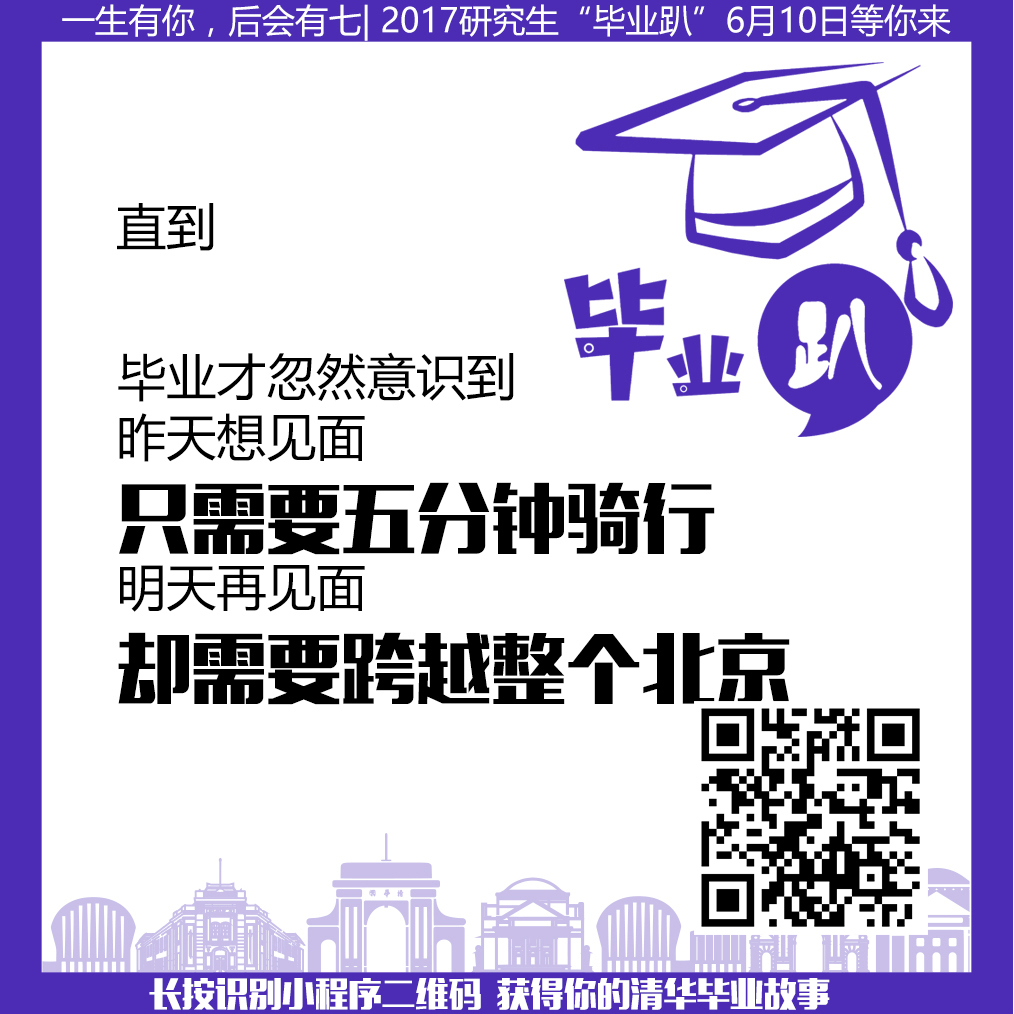 一生有你，后会有七| 2017研究生“毕业趴”6月10日等你来
毕业趴
直到
毕业才忽然意识到
昨天想见面
只需要五分钟骑行
明天再见面
却需要跨越整个北京
清华园
长按识别小程序二维码 获得你的清华毕业故事